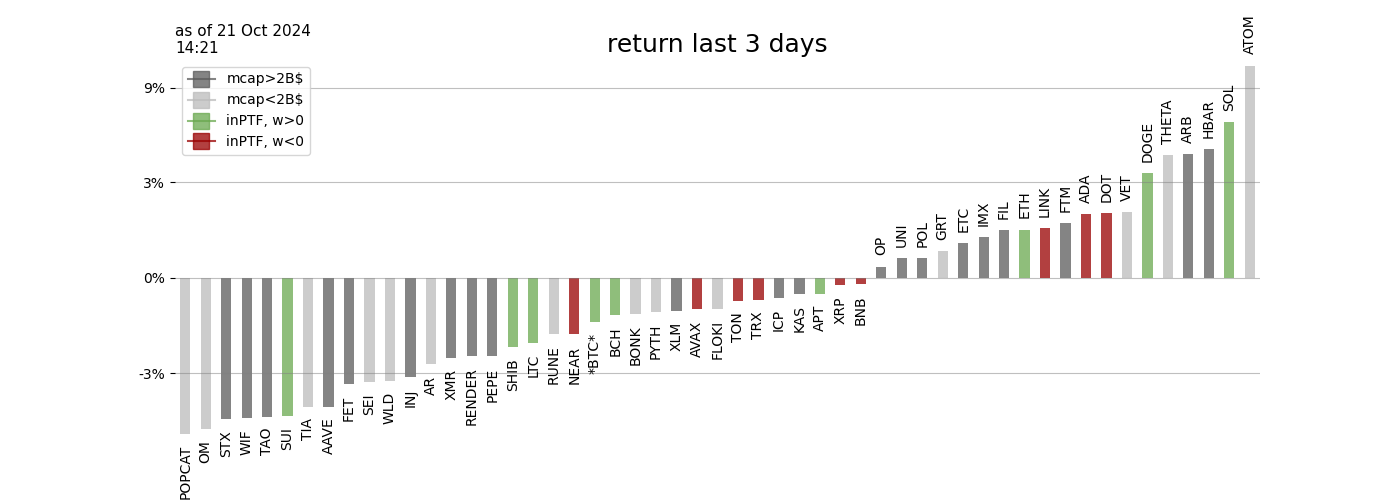 as of 21 Oct 2024
14:21
return last 3 days
mcap>2B$
mcap<2B$
inPTF, w>0
inPTF, w<0
9%
3%
0%
-3%
POPCAT
OM
STX
WIF
TAO
SUI
TIA
AAVE
FET
SEI
WLD
INJ
AR
XMR
RENDER
PEPE
SHIB
LTC
RUNE
NEAR
*BTC*
BCH
BONK
PYTH
XLM
AVAX
FLOKI
TON
TRX
ICP
KAS
APT
XRP
BNB
OP
UNI
POL
GRT
ETC
IMX
FIL
ETH
LINK
FTM
ADA
DOT
VET
DOGE
THETA
ARB
HBAR
SOL
ATOM